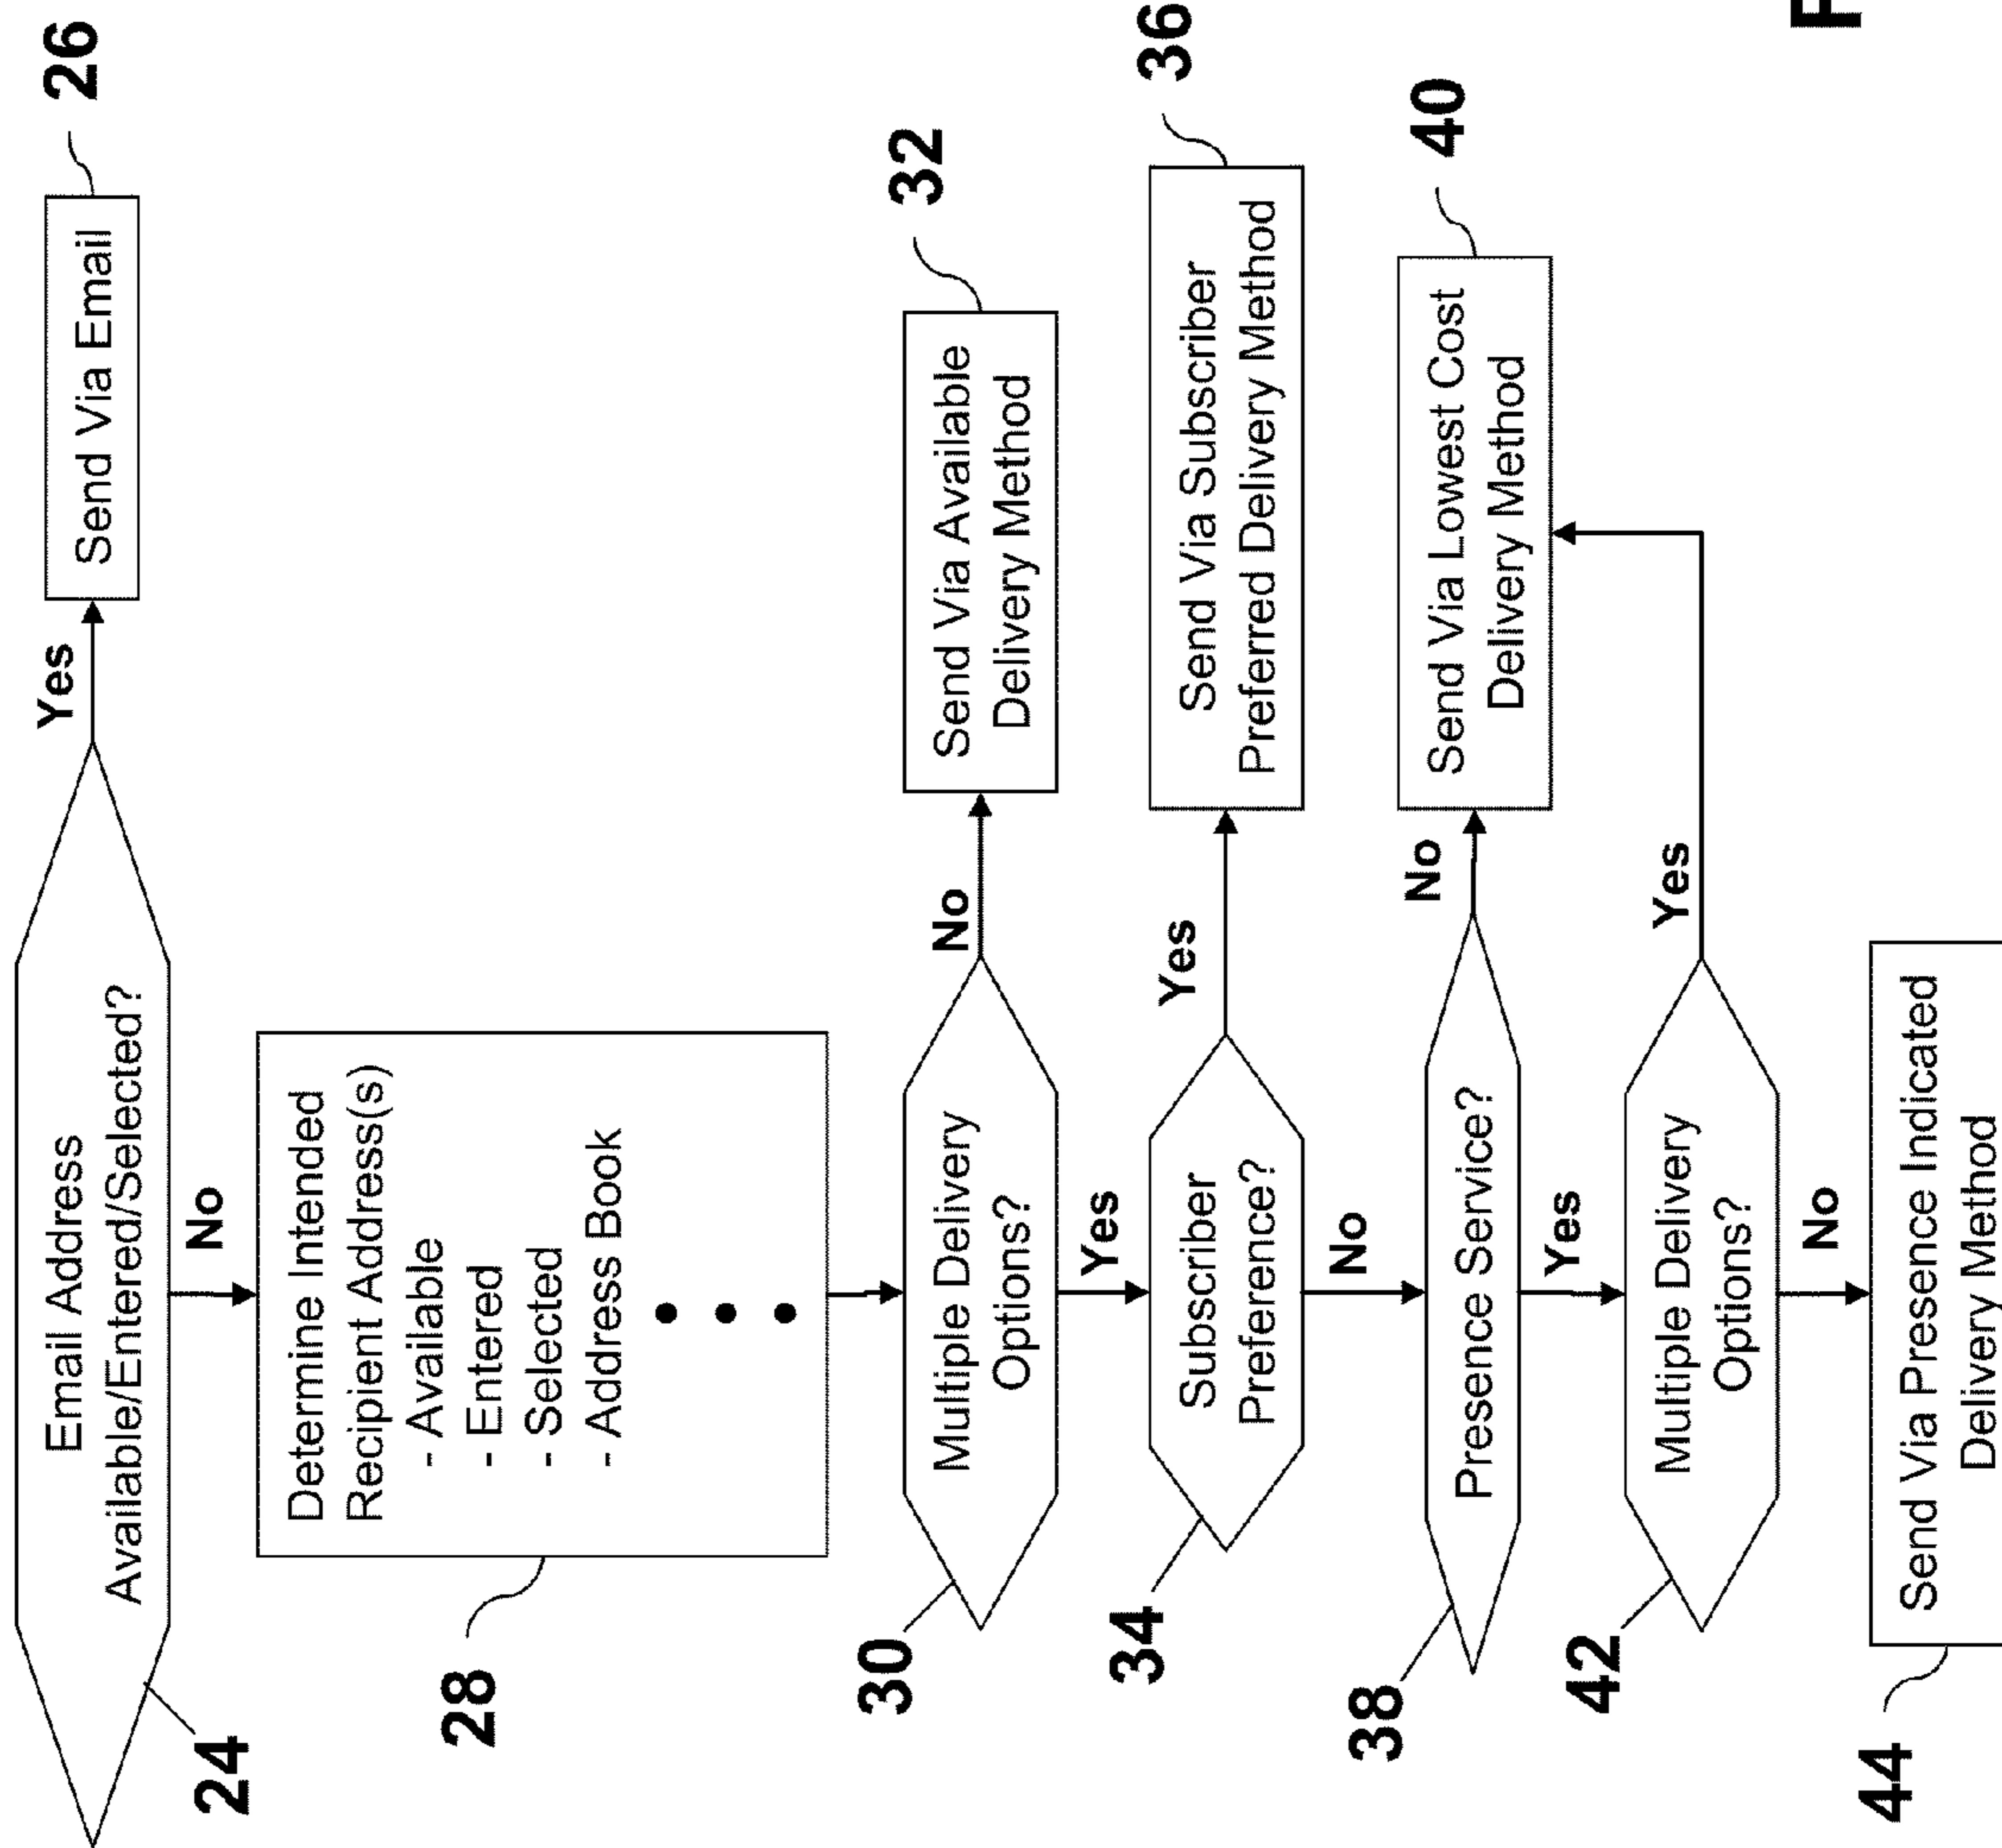 Email Address
Available/Entered/Selected?
24
Yes
Send Via Email
26
No
Determine Intended
Recipient Address(s)
- Available
- Entered
- Selected
- Address Book
28
Multiple Delivery
Options?
30
No
Send Via Available
Delivery Method
32
Yes
Subscriber
Preference?
34
Yes
Send Via Subscriber
Preferred Delivery Method
36
No
Presence Service?
38
No
Send Via Lowest Cost
Delivery Method
40
Yes
Multiple Delivery
Options?
42
Yes
No
Send Via Presence Indicated
Delivery Method
44